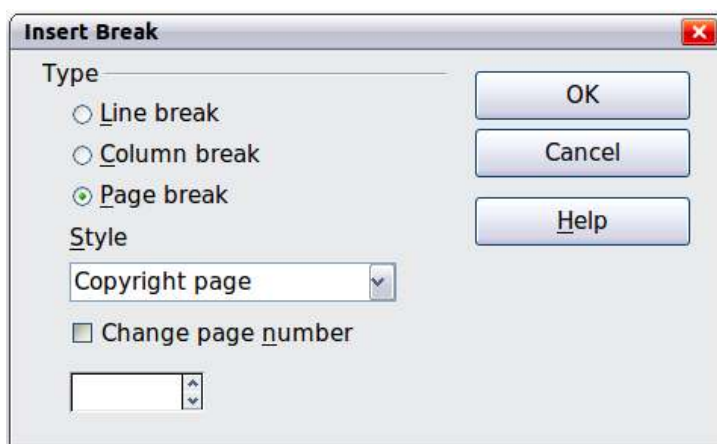 Insert Break
Type
Line break
Column break
Page break
Style
Copyright page
Change page number
OK
Cancel
Help